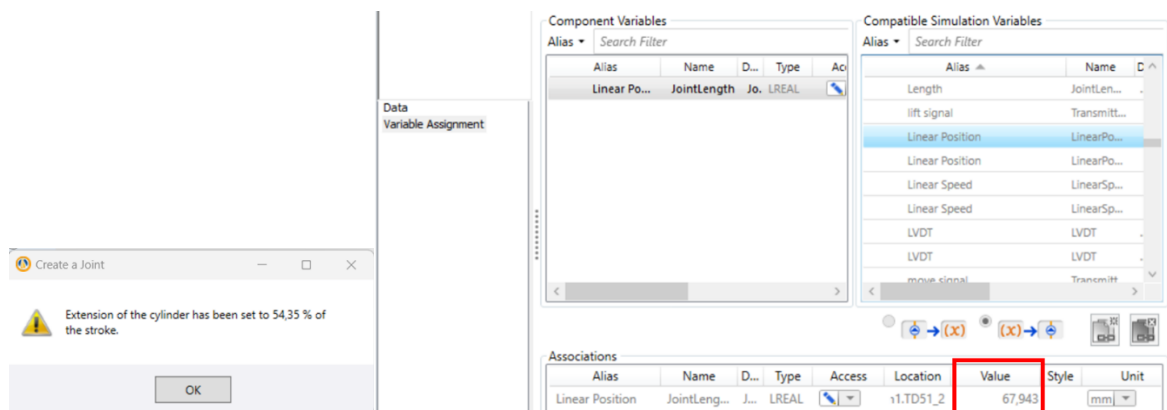 Component Variables
Alias Search Filter
Alias Name D... Type Ac
Linear Po... JointLength Jo. LREAL
Compatible Simulation Variables
Alias Search Filter
Alias Name D
Length JointLen...
lift signal Transmitt...
Linear Position LinearPo...
Linear Position LinearPo...
Linear Speed LinearSp...
Linear Speed LinearSp...
LVDT LVDT
LVDT LVDT
move signal Transmitt
Data
Variable Assignment
Create a Joint
Extension of the cylinder has been set to 54,35 % of
the stroke.
OK
(x) (x)
Associations
Alias Name D... Type Access Location Value Style Unit
Linear Position JointLeng... J... LREAL 1.TD51_2 67,943 mm